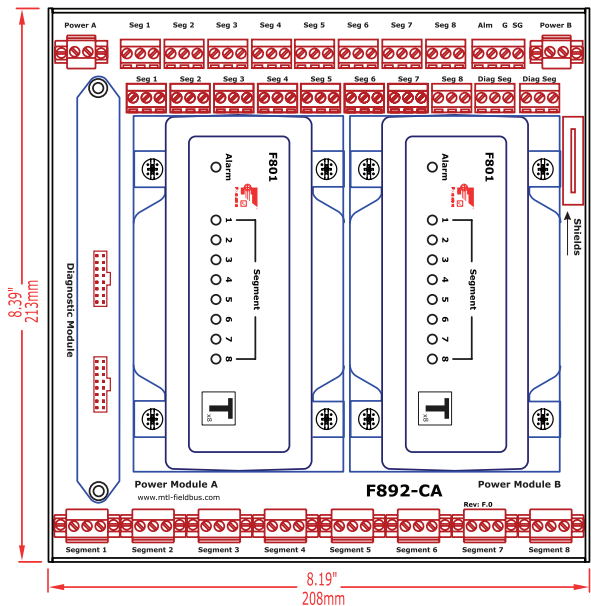 Power A Seg 1 Seg 2 Seg 3 Seg 4 Seg 5 Seg 6 Seg 7 Seg 8 Alm G SG Power B
Seg 1 Seg 2 Seg 3 Seg 4 Seg 5 Seg 6 Seg 7 Seg 8 Diag Seg Diag Seg
F801
Alarm
1
2
3
4
5
6
7
8
Segment
T
x8
F801
Alarm
1
2
3
4
5
6
7
8
Segment
T
x8
Shields
Diagnostic Module
8.39"
213mm
Power Module A
www.mtl-fieldbus.com
F892-CA
Power Module B
Rev: F.0
Segment 1 Segment 2 Segment 3 Segment 4 Segment 5 Segment 6 Segment 7 Segment 8
8.19"
208mm